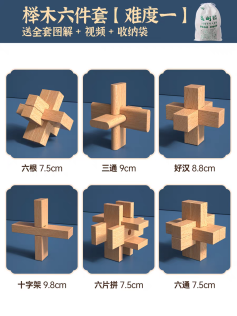 榉木六件套【难度一】
送全套图解 + 视频 + 收纳袋
六根 7.5cm
三通 9cm
好汉 8.8cm
十字架 9.8cm
六片拼 7.5cm
六通 7.5cm